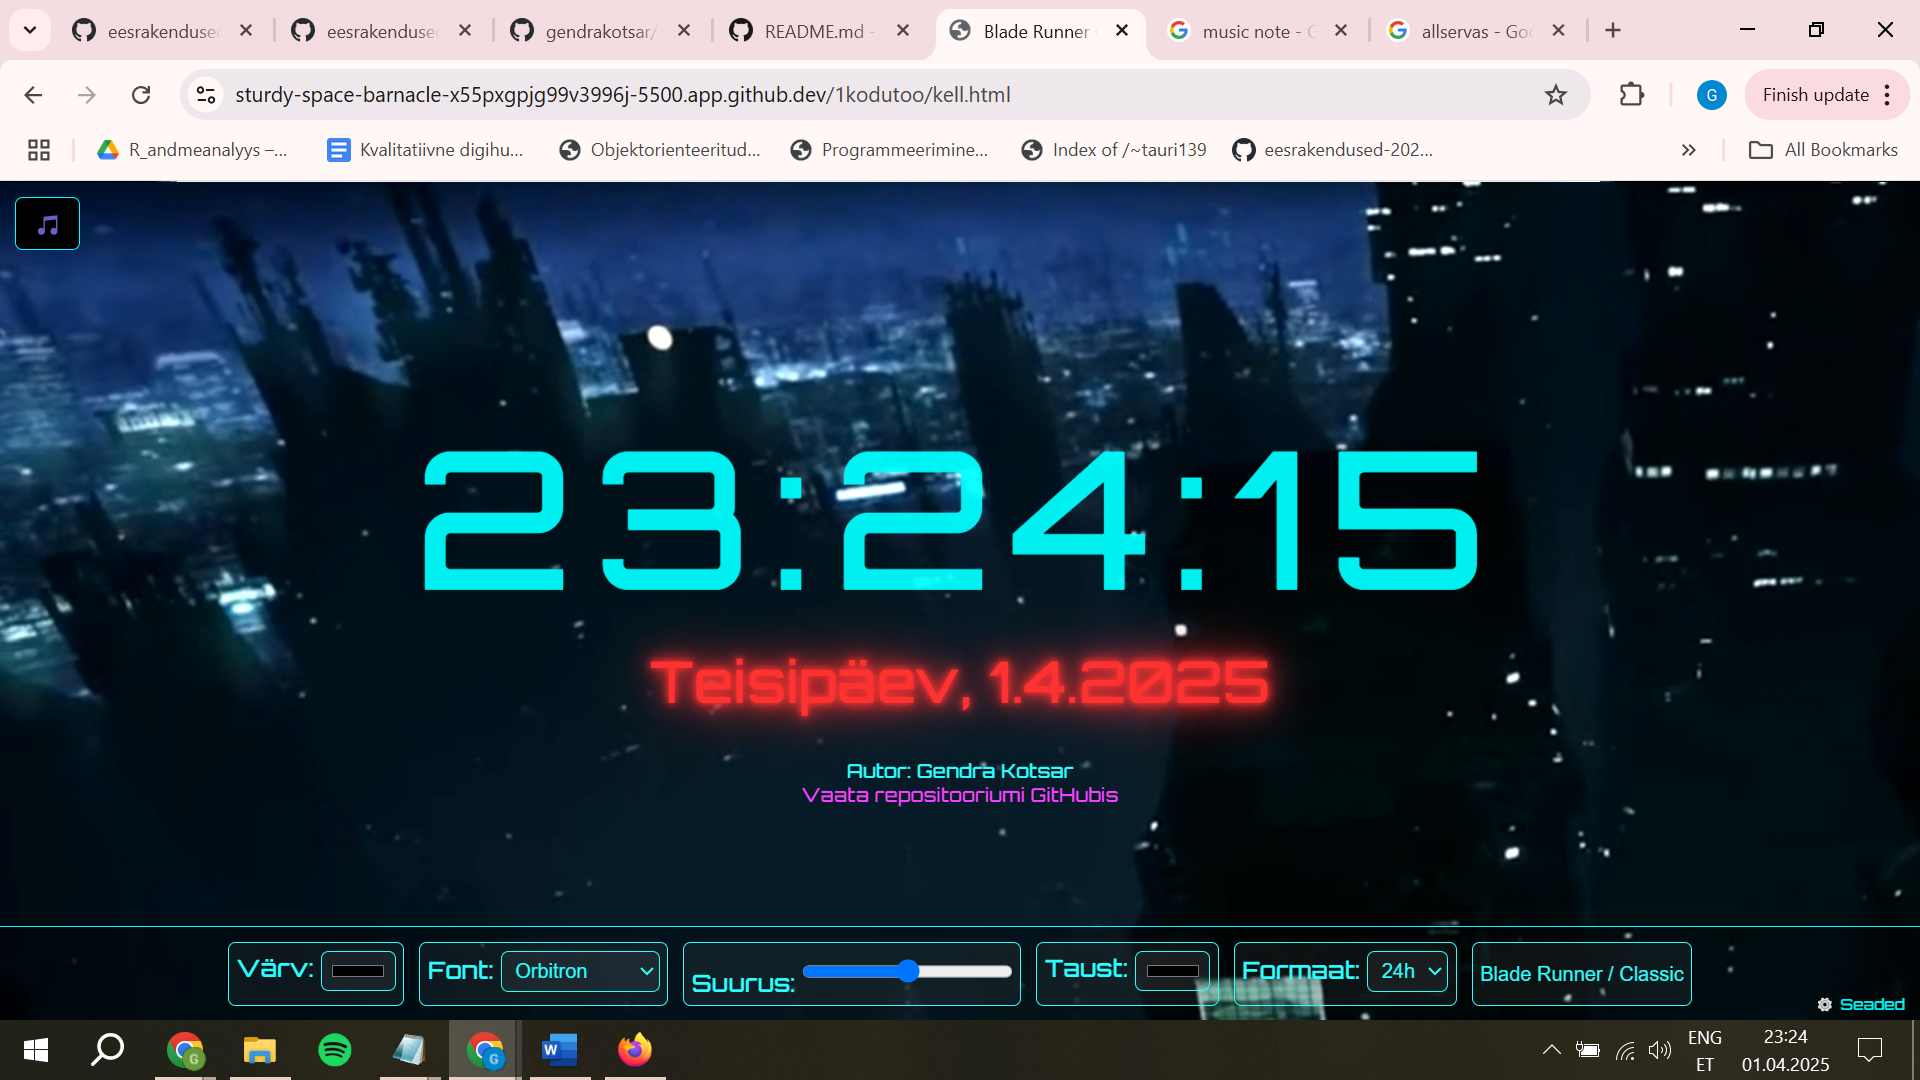 eesrakendused
eesrakendused
gendrakotsar/
README.md -
Blade Runner
music note - G
allservas - Goo
sturdy-space-barnacle-x55pxgpjg99v3996j-5500.app.github.dev/1kodutoo/kell.html
G
Finish update
R_andmeanalyys –...
Kvalitatiivne digihu...
Objektorienteeritud...
Programmeerimine...
Index of /~tauri139
eesrakendused-202...
All Bookmarks
23:24:15
Teisipäev, 1.4.2025
Autor: Gendra Kotsar
Vaata repositooriumi GitHubis
Värv:
Font: Orbitron
Suurus:
Taust:
Formaat: 24h
Blade Runner / Classic
Seaded
ENG
ET
23:24
01.04.2025